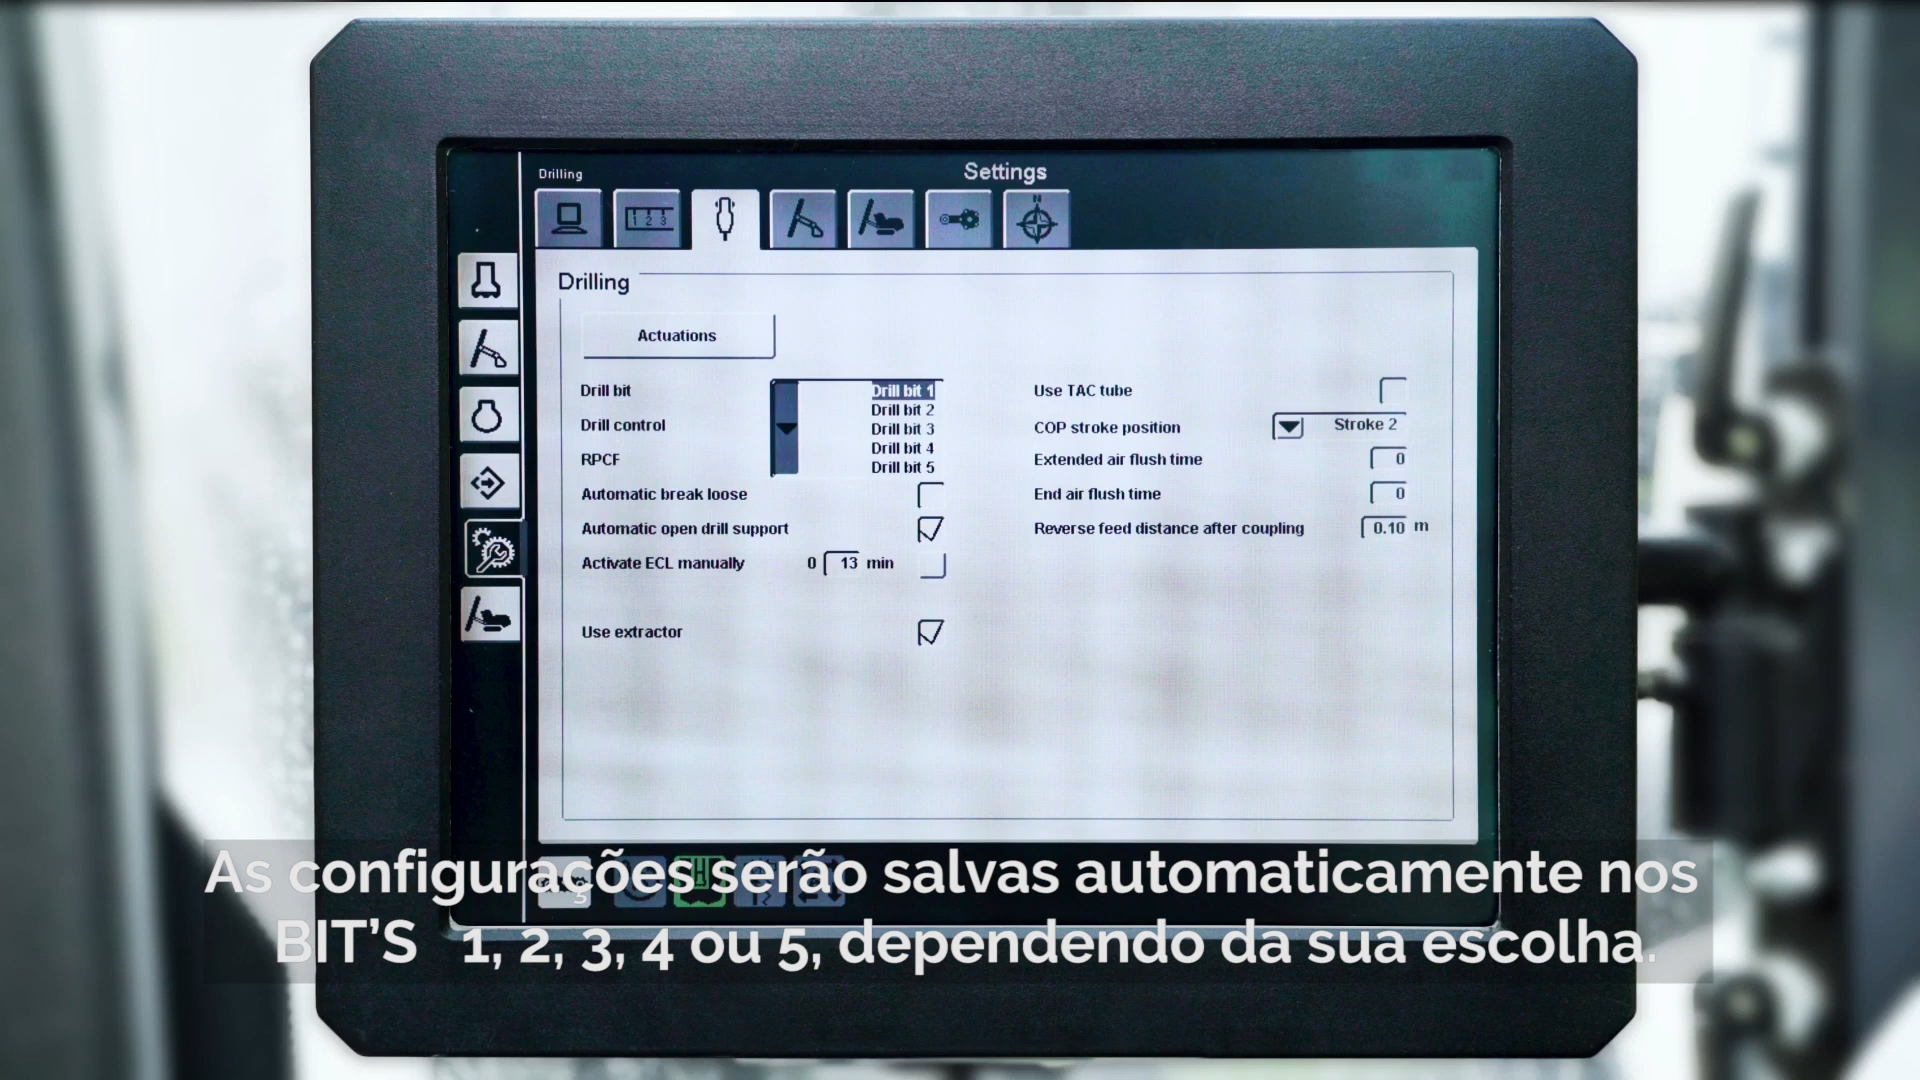 Drilling
Settings
1 2 3
N
Drilling
Actuations
Drill bit
Drill bit 1
Drill bit 2
Drill bit 3
Drill bit 4
Drill bit 5
Drill control
RPCF
Automatic break loose
Automatic open drill support
Activate ECL manually 0 13 min
Use extractor
Use TAC tube
COP stroke position Stroke 2
Extended air flush time 0
End air flush time 0
Reverse feed distance after coupling 0.10 m
As configurações serão salvas automaticamente nos
BIT'S 1, 2, 3, 4 ou 5, dependendo da sua escolha.